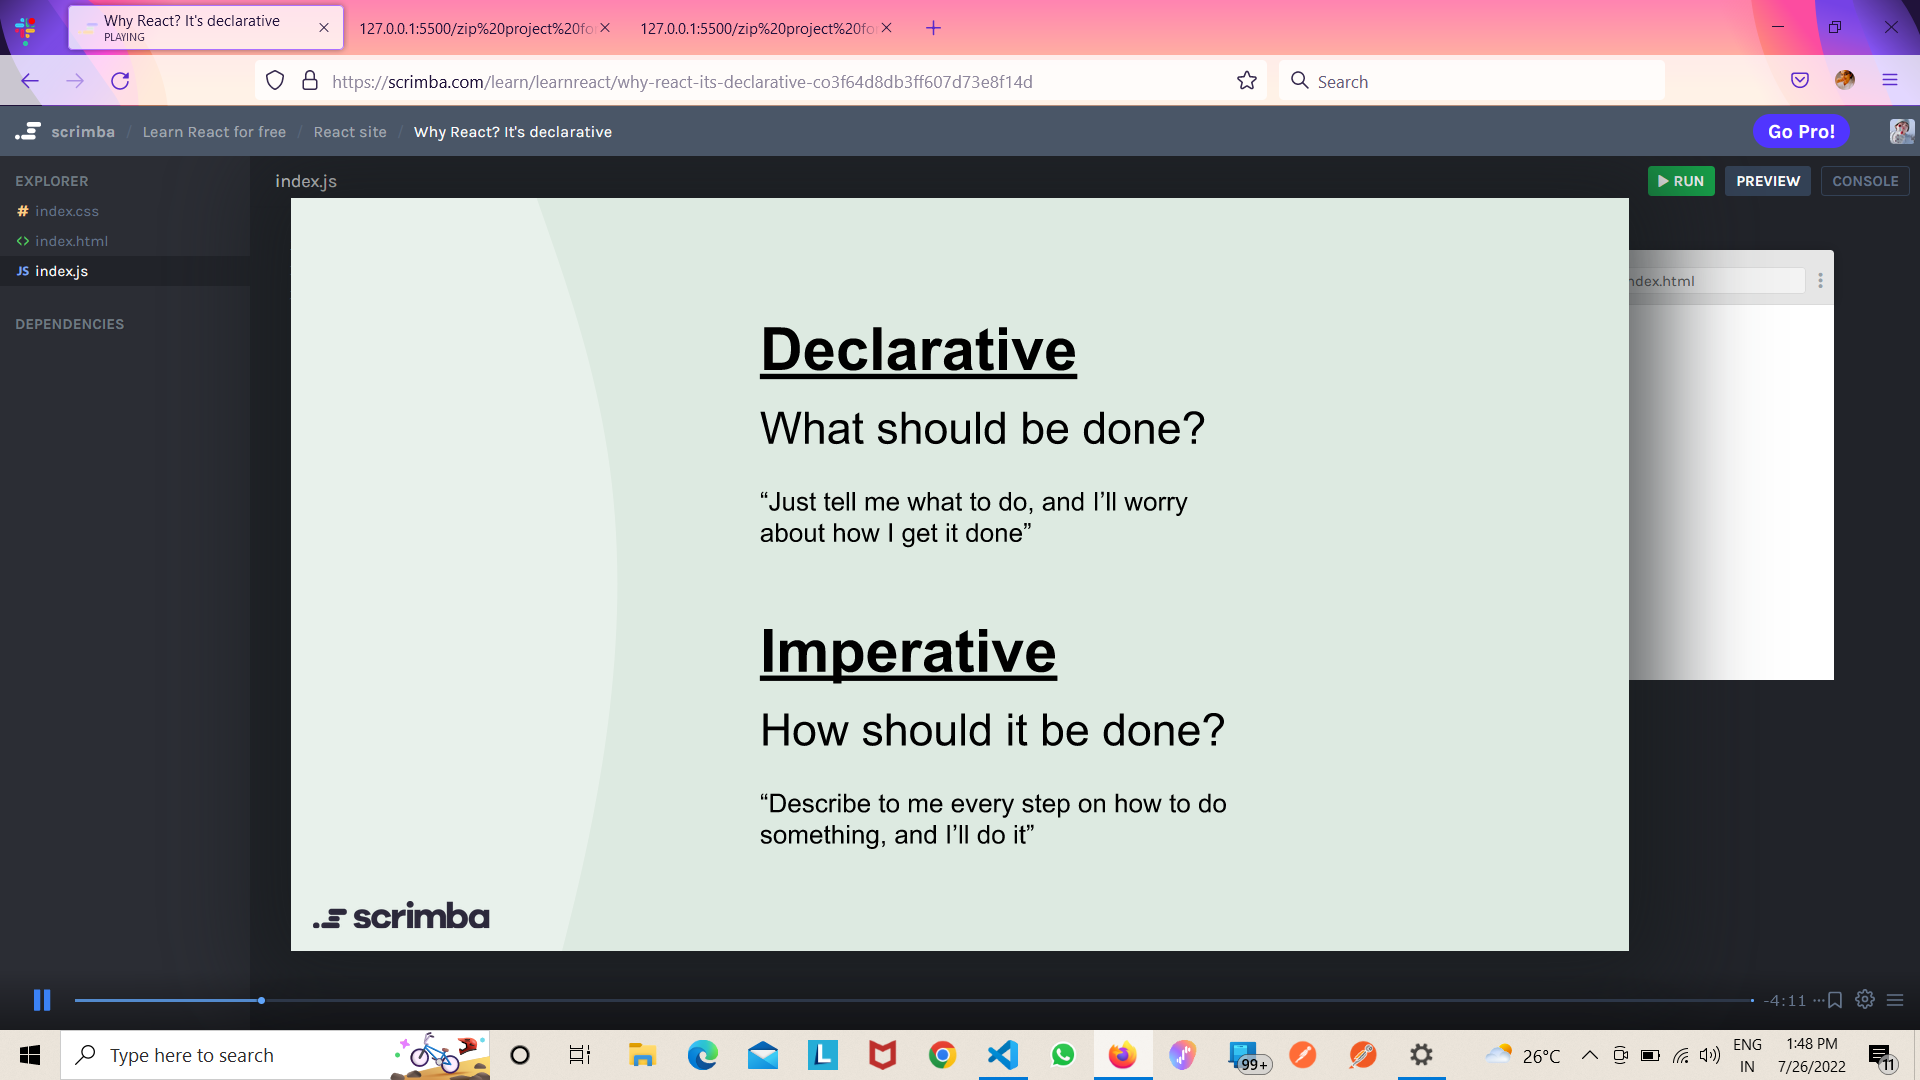 Why React? It's declarative
PLAYING
127.0.0.1:5500/zip%20project%20fo
127.0.0.1:5500/zip%20project%20fo
https://scrimba.com/learn/learnreact/why-react-its-declarative-co3f64d8db3ff607d73e8f14d
Search
scrimba / Learn React for free / React site / Why React? It's declarative
Go Pro!
EXPLORER
index.js
RUN
PREVIEW
CONSOLE
# index.css
<> index.html
JS index.js
DEPENDENCIES
ndex.html
Declarative
What should be done?
“Just tell me what to do, and I’ll worry
about how I get it done”
Imperative
How should it be done?
“Describe to me every step on how to do
something, and I’ll do it”
scrimba
-4:11
Type here to search
L
99+
26°C
ENG
IN
1:48 PM
7/26/2022
11